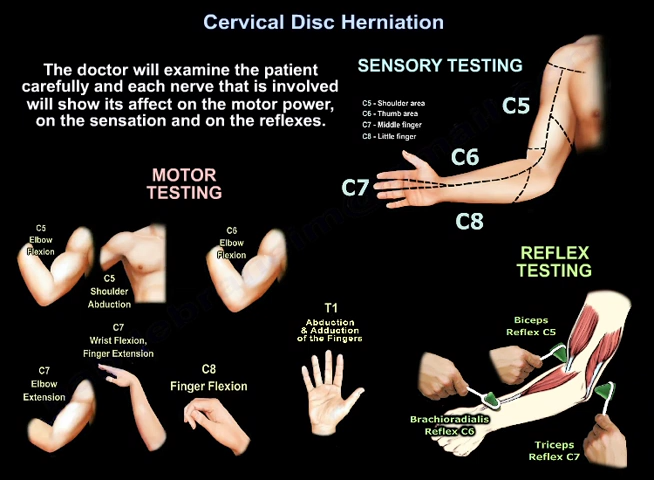 Cervical Disc Herniation
The doctor will examine the patient
carefully and each nerve that is involved
will show its affect on the motor power,
on the sensation and on the reflexes.
SENSORY TESTING
C5 - Shoulder area
C6 - Thumb area
C7 - Middle finger
C8 - Little finger
C5
C6
C7
C8
MOTOR
TESTING
C5
Elbow
Flexion
C5
Shoulder
Abduction
C6
Elbow
Flexion
C7
Wrist Flexion,
Finger Extension
C7
Elbow
Extension
C8
Finger Flexion
T1
Abduction
& Adduction
of the Fingers
REFLEX
TESTING
Biceps
Reflex C5
Brachioradialis
Reflex C6
Triceps
Reflex C7